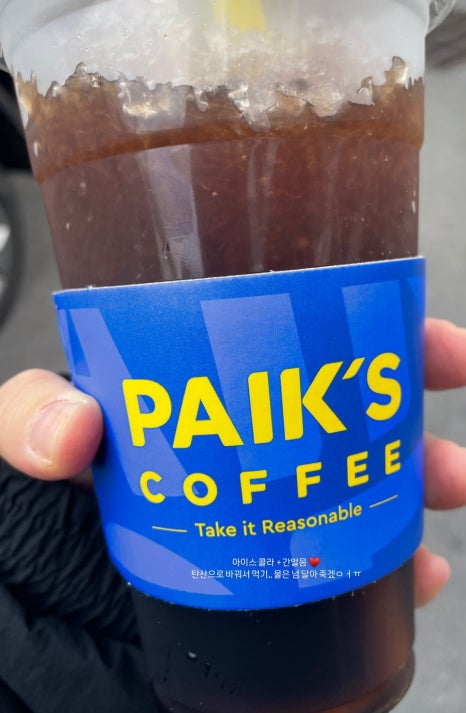 PAIK'S
COFFEE
Take it Reasonable
아이스 콜라 + 간얼음 ❤️
탄산으로 바꿔서 먹기.. 물은 넘 달아 죽겠ㅇㅓㅠ